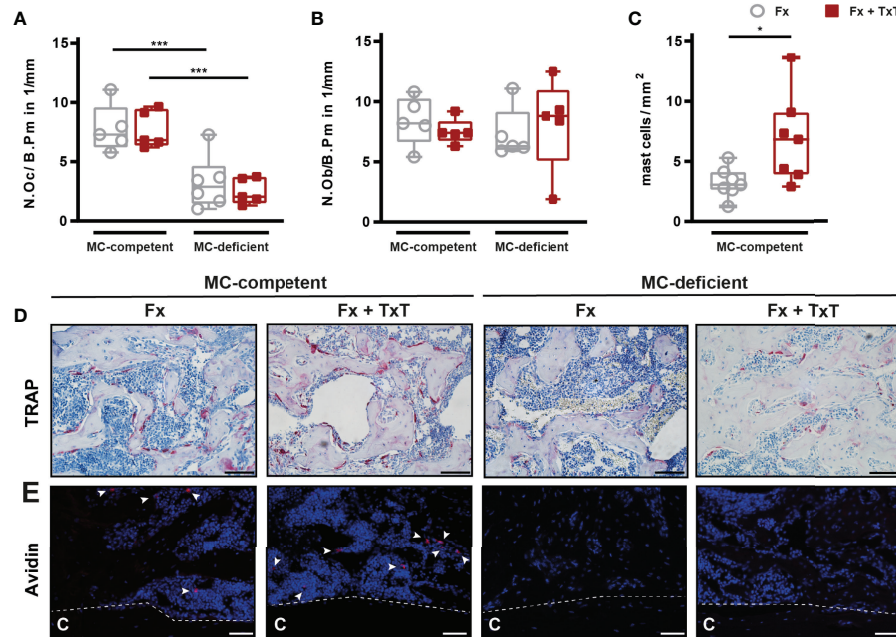 A
B
C
Fx
Fx + TxT
***
***
*
15
10
5
0
N.Oc/ B.Pm in 1/mm
MC-competent
MC-deficient
15
10
5
0
N.Ob/B.Pm in 1/mm
MC-competent
MC-deficient
15
10
5
0
mast cells / mm²
MC-competent
MC-competent
MC-deficient
D
Fx
Fx + TxT
Fx
Fx + TxT
TRAP
E
Avidin
C
C
C
C